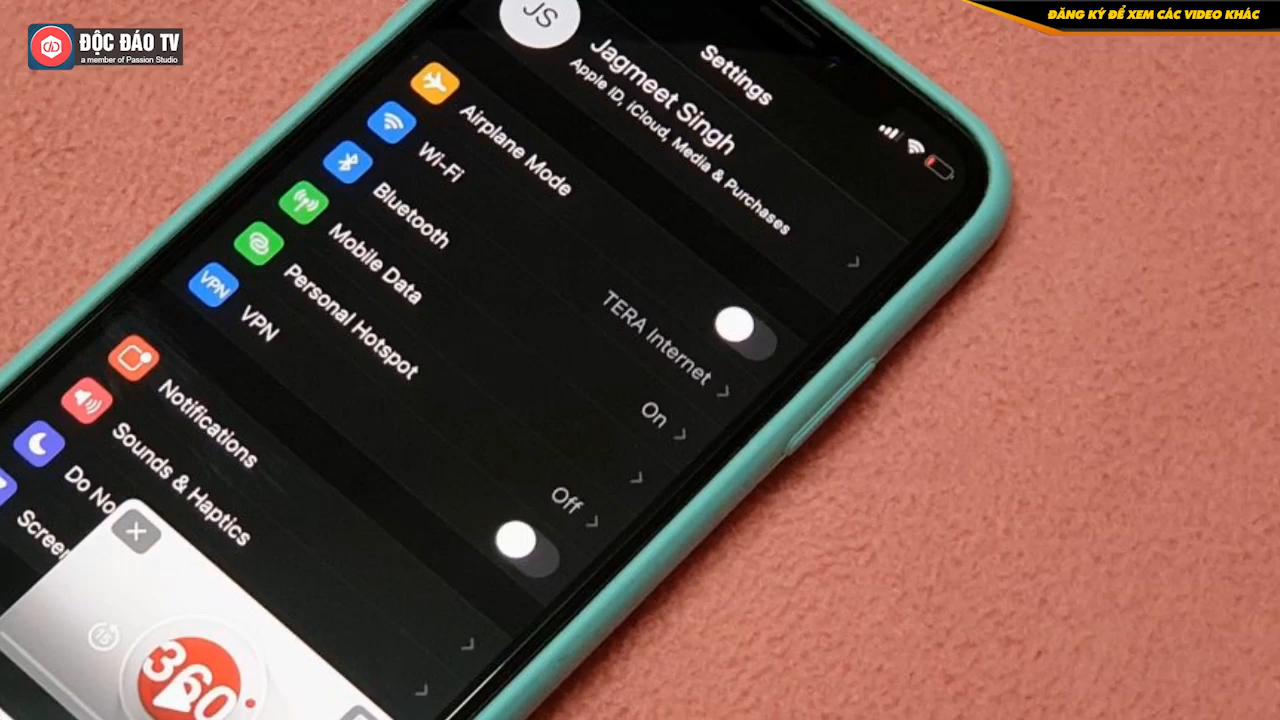 ĐỘC ĐÁO TV
a member of Passion Studio
ĐĂNG KÝ ĐỂ XEM CÁC VIDEO KHÁC
Settings
JS
Jagmeet Singh
Apple ID, iCloud, Media & Purchases
Airplane Mode
Wi-Fi
TERA Internet
Bluetooth
On
Mobile Data
Personal Hotspot
Off
VPN
VPN
Notifications
Sounds & Haptics
Do No
Screen
15
360°